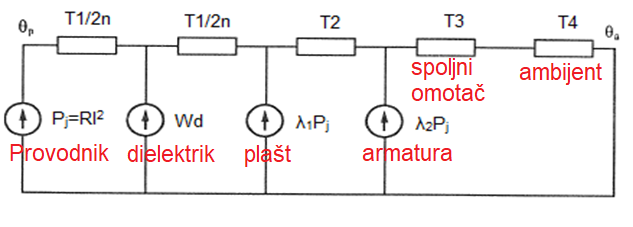 T1/2n T1/2n T2 T3 T4
θp θa
spoljni omotač
ambijent
Pj=RI² Wd λ1Pj λ2Pj
Provodnik dielektrik plašt armatura